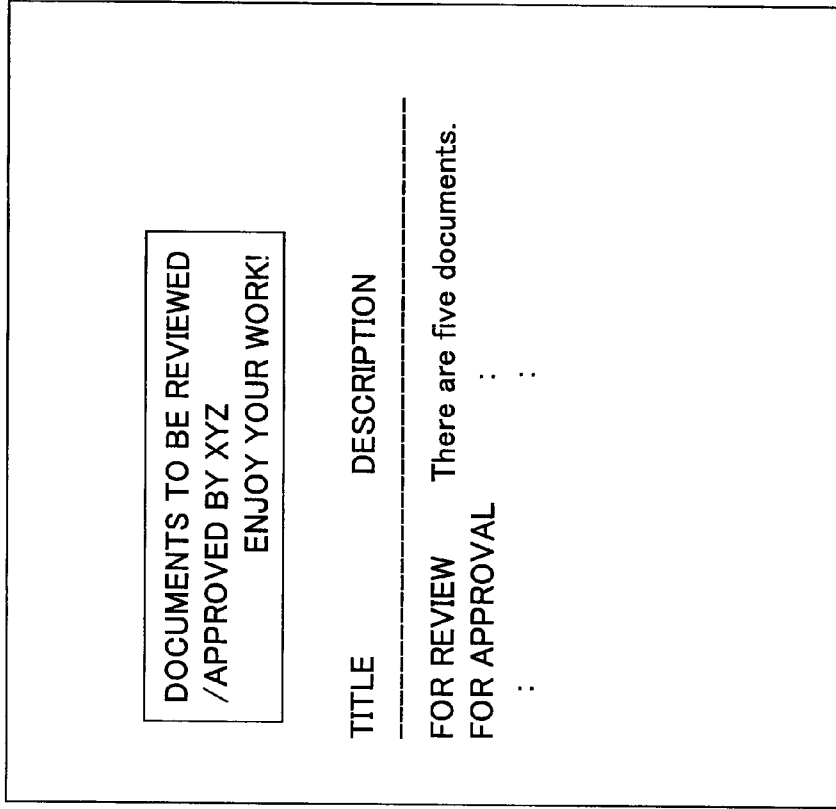 DOCUMENTS TO BE REVIEWED
/APPROVED BY XYZ
ENJOY YOUR WORK!
TITLE DESCRIPTION
--------------------------------
FOR REVIEW There are five documents.
FOR APPROVAL :
: :